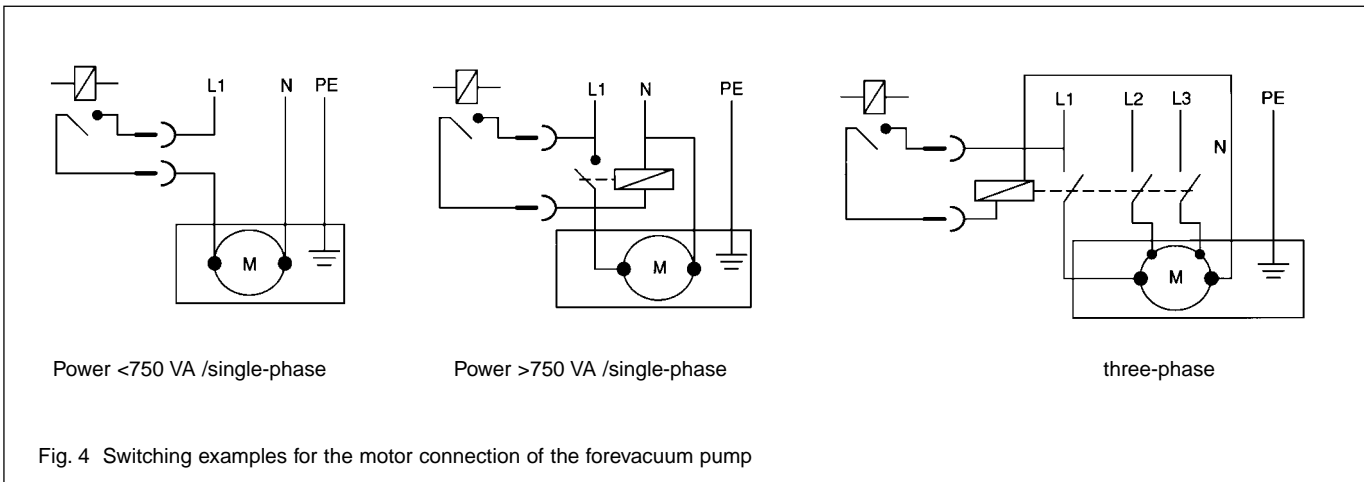 L1 N PE
M
Power <750 VA /single-phase
L1 N PE
M
Power >750 VA /single-phase
L1 L2 L3 PE
N
M
three-phase
Fig. 4 Switching examples for the motor connection of the forevacuum pump